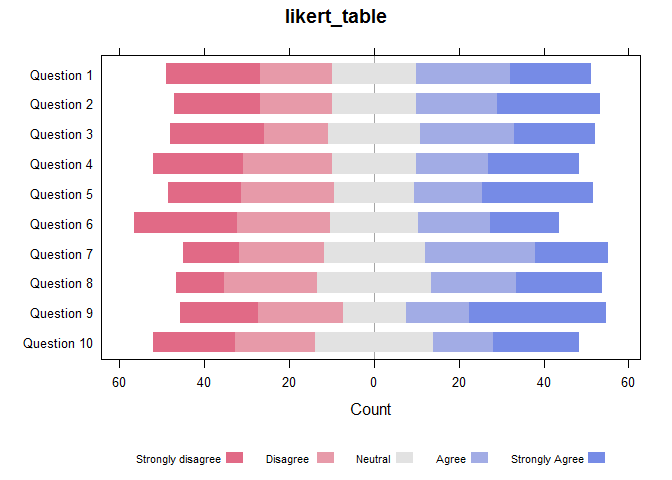 likert_table
Question 1
Question 2
Question 3
Question 4
Question 5
Question 6
Question 7
Question 8
Question 9
Question 10
60 40 20 0 20 40 60
Count
Strongly disagree Disagree Neutral Agree Strongly Agree